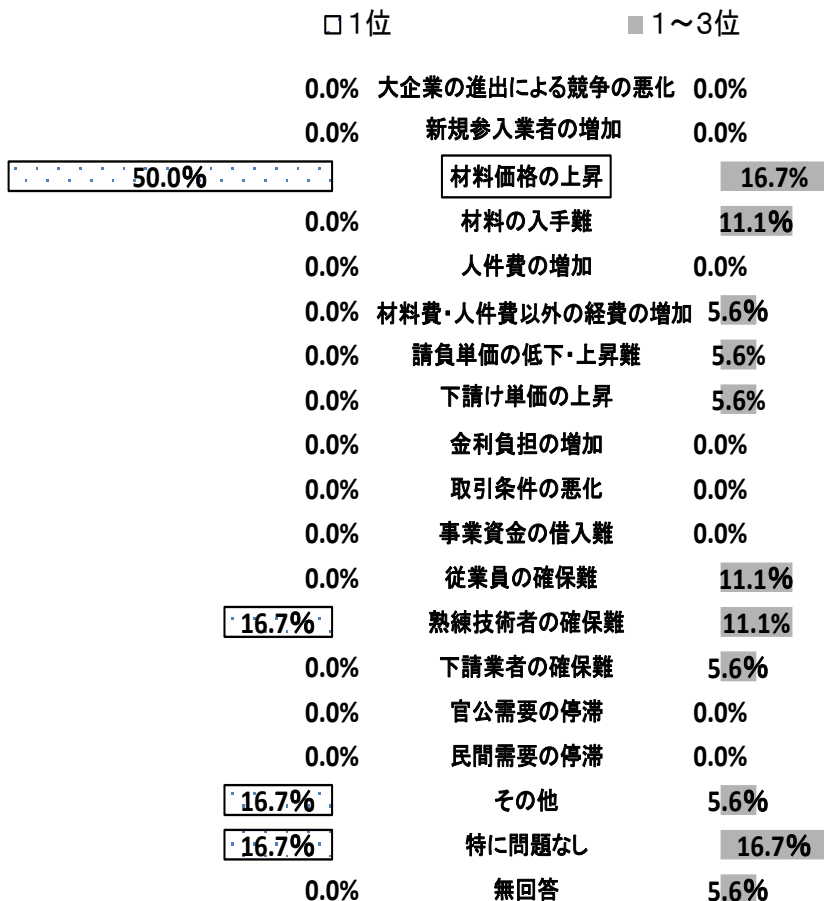 □1位 ■1～3位
0.0% 大企業の進出による競争の悪化 0.0%
0.0% 新規参入業者の増加 0.0%
50.0% 材料価格の上昇 16.7%
0.0% 材料の入手難 11.1%
0.0% 人件費の増加 0.0%
0.0% 材料費・人件費以外の経費の増加 5.6%
0.0% 請負単価の低下・上昇難 5.6%
0.0% 下請け単価の上昇 5.6%
0.0% 金利負担の増加 0.0%
0.0% 取引条件の悪化 0.0%
0.0% 事業資金の借入難 0.0%
0.0% 従業員の確保難 11.1%
16.7% 熟練技術者の確保難 11.1%
0.0% 下請業者の確保難 5.6%
0.0% 官公需要の停滞 0.0%
0.0% 民間需要の停滞 0.0%
16.7% その他 5.6%
16.7% 特に問題なし 16.7%
0.0% 無回答 5.6%